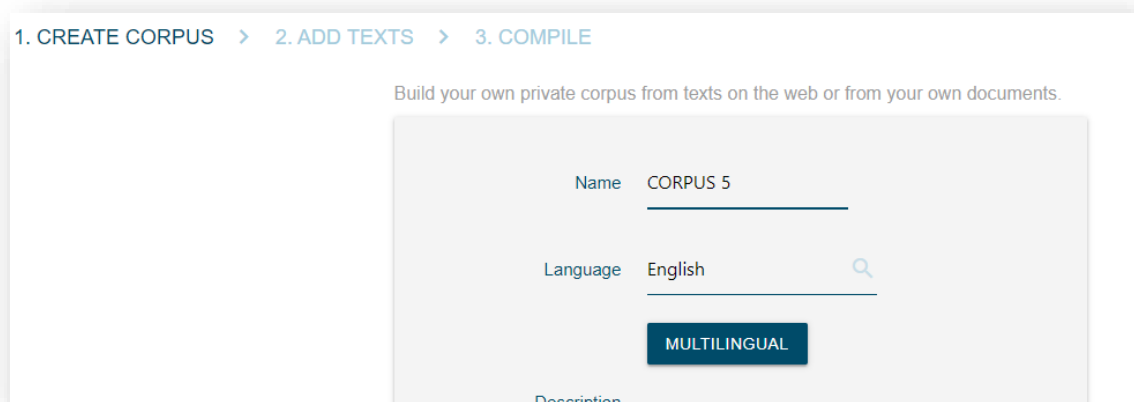 1. CREATE CORPUS > 2. ADD TEXTS > 3. COMPILE
Build your own private corpus from texts on the web or from your own documents.
Name CORPUS 5
Language English
MULTILINGUAL
Description